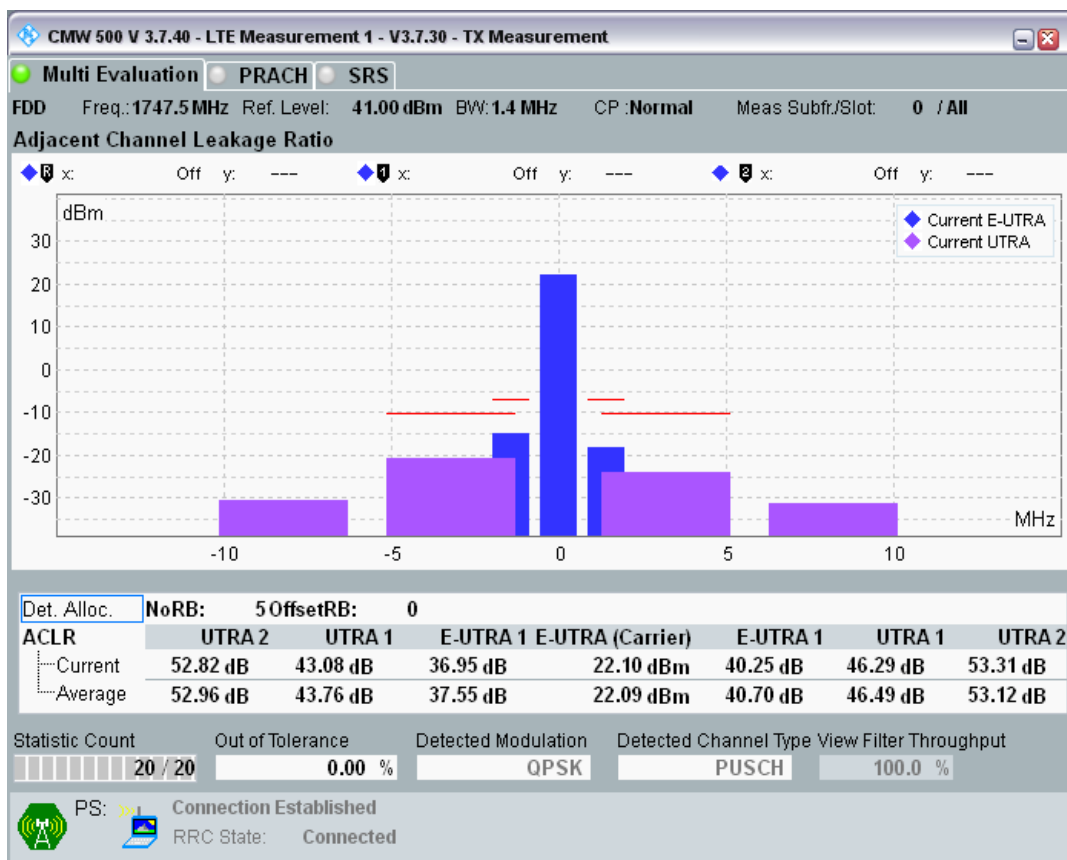 CMW 500 V 3.7.40 - LTE Measurement 1 - V3.7.30 - TX Measurement
Multi Evaluation PRACH SRS
FDD Freq.: 1747.5 MHz Ref. Level: 41.00 dBm BW: 1.4 MHz CP :Normal Meas Subfr./Slot: 0 / All
Adjacent Channel Leakage Ratio
R x: Off y: --- 1 x: Off y: --- 2 x: Off y: ---
dBm
Current E-UTRA
Current UTRA
30
20
10
0
-10
-20
-30
MHz
-10 -5 0 5 10
Det. Alloc. NoRB: 5 OffsetRB: 0
ACLR UTRA 2 UTRA 1 E-UTRA 1 E-UTRA (Carrier) E-UTRA 1 UTRA 1 UTRA 2
Current 52.82 dB 43.08 dB 36.95 dB 22.10 dBm 40.25 dB 46.29 dB 53.31 dB
Average 52.96 dB 43.76 dB 37.55 dB 22.09 dBm 40.70 dB 46.49 dB 53.12 dB
Statistic Count Out of Tolerance Detected Modulation Detected Channel Type View Filter Throughput
20 / 20 0.00 % QPSK PUSCH 100.0 %
PS: Connection Established
RRC State: Connected